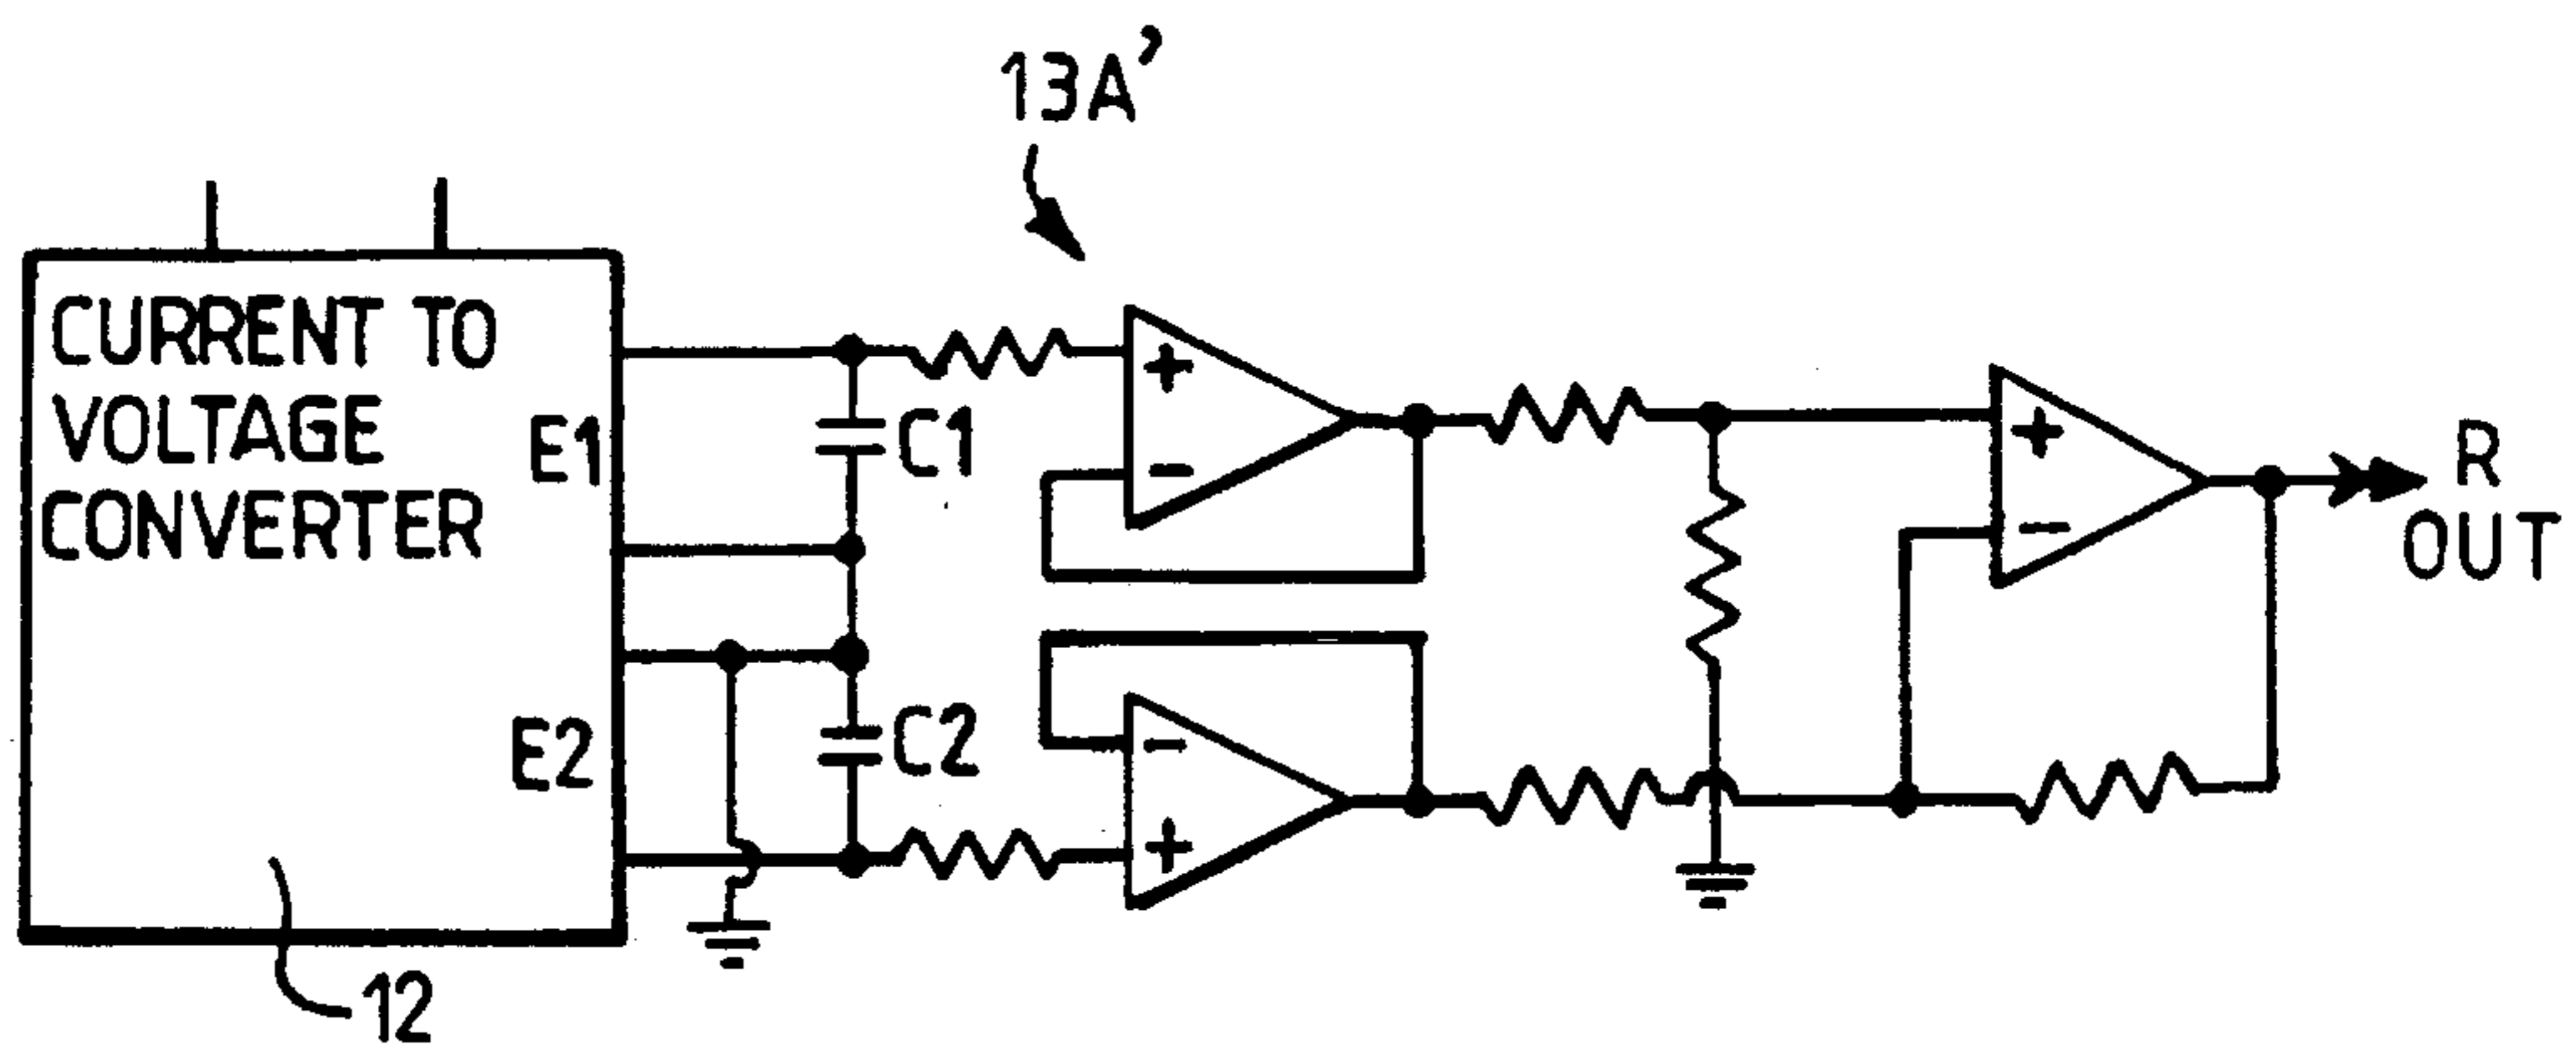 13A'
CURRENT TO
VOLTAGE
CONVERTER
E1
C1
+
−
+
−
R
OUT
E2
C2
−
+
12